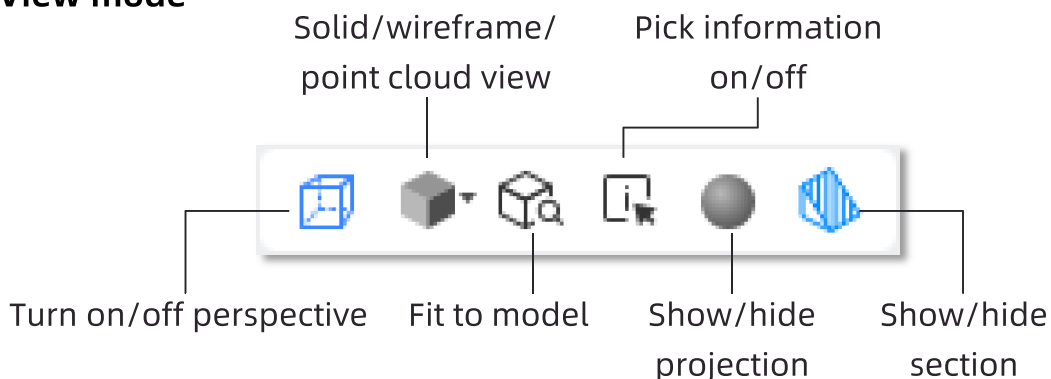 View mode
Solid/wireframe/
point cloud view
Pick information
on/off
Turn on/off perspective
Fit to model
Show/hide
projection
Show/hide
section